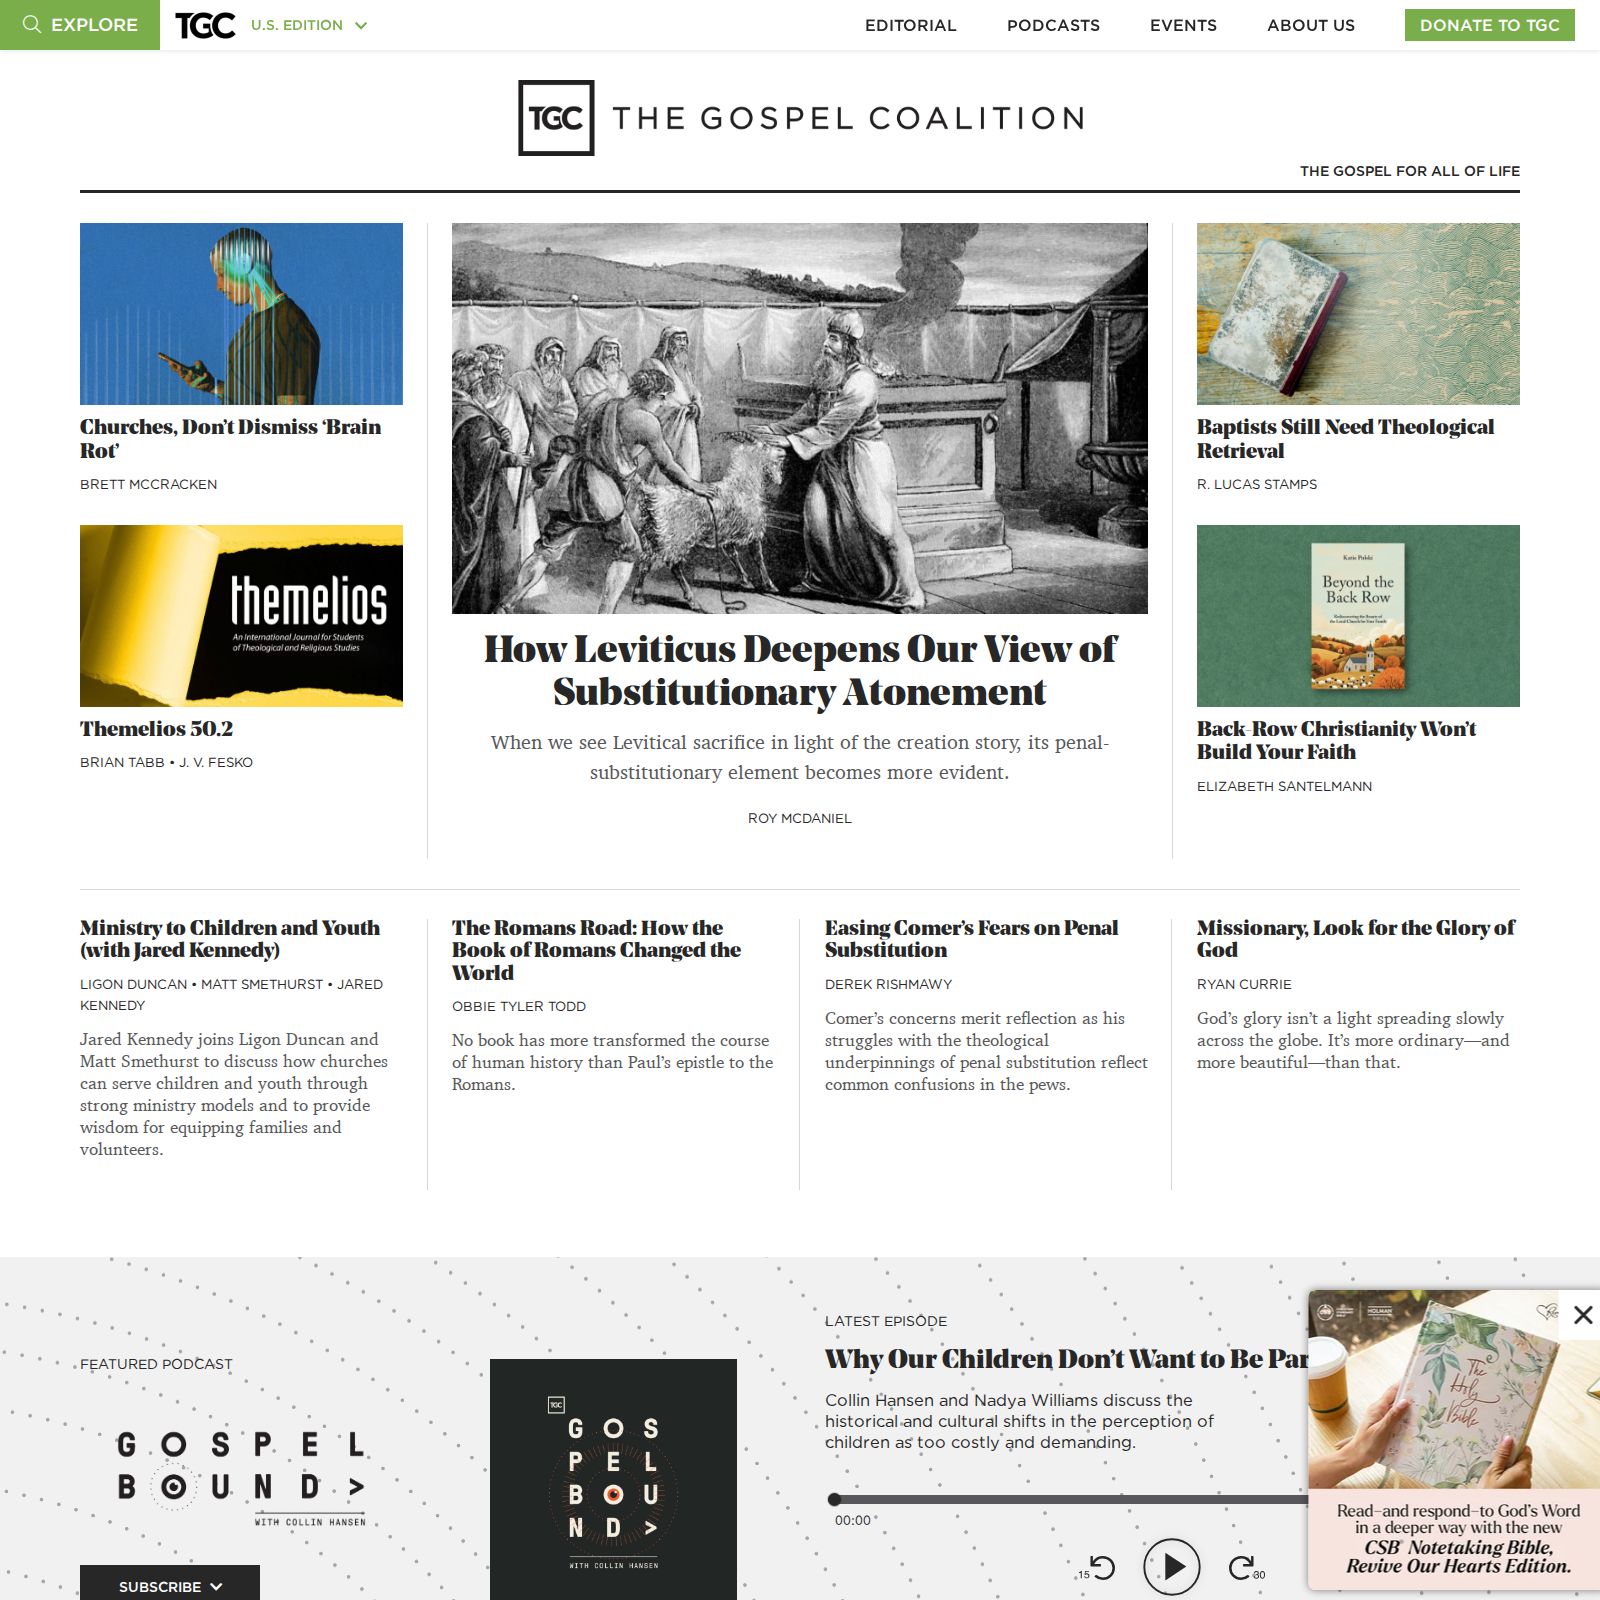 EXPLORE
TGC
U.S. EDITION
EDITORIAL
PODCASTS
EVENTS
ABOUT US
DONATE TO TGC
TGC
THE GOSPEL COALITION
THE GOSPEL FOR ALL OF LIFE
Churches, Don’t Dismiss ‘Brain
Rot’
BRETT MCCRACKEN
themelios
An International Journal for Students
of Theological and Religious Studies
Themelios 50.2
BRIAN TABB • J. V. FESKO
How Leviticus Deepens Our View of
Substitutionary Atonement
When we see Levitical sacrifice in light of the creation story, its penal-
substitutionary element becomes more evident.
ROY MCDANIEL
Baptists Still Need Theological
Retrieval
R. LUCAS STAMPS
Katie Polski
Beyond the
Back Row
Back-Row Christianity Won’t
Build Your Faith
ELIZABETH SANTELMANN
Ministry to Children and Youth
(with Jared Kennedy)
LIGON DUNCAN • MATT SMETHURST • JARED
KENNEDY
Jared Kennedy joins Ligon Duncan and
Matt Smethurst to discuss how churches
can serve children and youth through
strong ministry models and to provide
wisdom for equipping families and
volunteers.
The Romans Road: How the
Book of Romans Changed the
World
OBBIE TYLER TODD
No book has more transformed the course
of human history than Paul’s epistle to the
Romans.
Easing Comer’s Fears on Penal
Substitution
DEREK RISHMAWY
Comer’s concerns merit reflection as his
struggles with the theological
underpinnings of penal substitution reflect
common confusions in the pews.
Missionary, Look for the Glory of
God
RYAN CURRIE
God’s glory isn’t a light spreading slowly
across the globe. It’s more ordinary—and
more beautiful—than that.
FEATURED PODCAST
GOSPEL
BOUND>
WITH COLLIN HANSEN
SUBSCRIBE
TGC
GOS
PEL
BOU
ND>
WITH COLLIN HANSEN
LATEST EPISODE
Why Our Children Don’t Want to Be Par
Collin Hansen and Nadya Williams discuss the
historical and cultural shifts in the perception of
children as too costly and demanding.
00:00
15
30
HOLMAN
The
Holy
Bible
Read–and respond–to God’s Word
in a deeper way with the new
CSB Notetaking Bible,
Revive Our Hearts Edition.